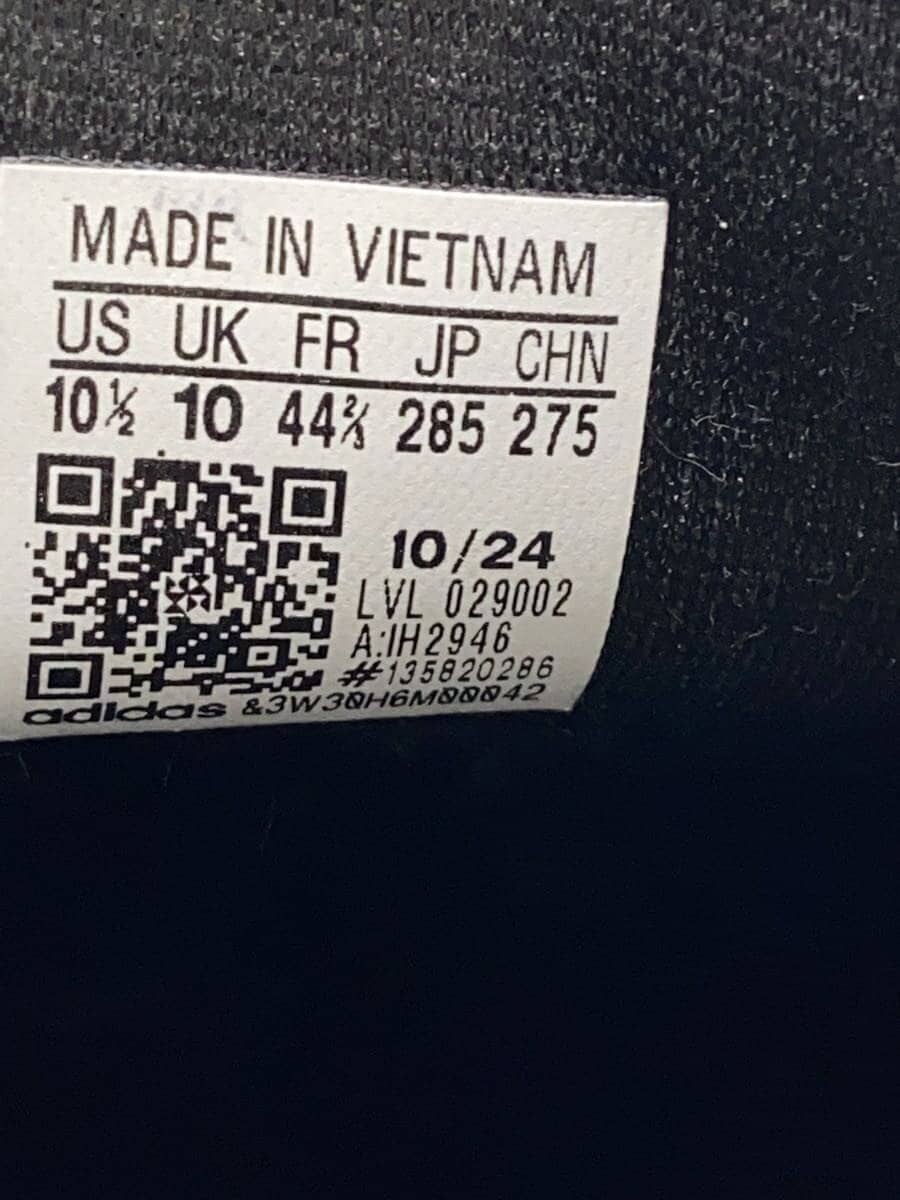 MADE IN VIETNAM
US UK FR JP CHN
10½ 10 44⅔ 285 275
10/24
LVL 029002
A:IH2946
#135820286
adidas &3W30H6M00042